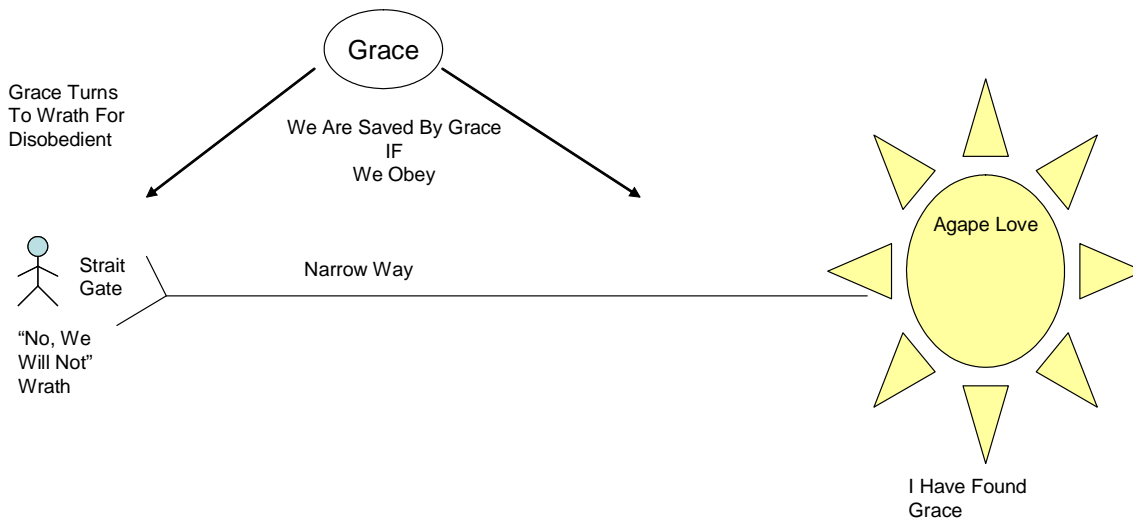 Grace
Grace Turns
To Wrath For
Disobedient
We Are Saved By Grace
IF
We Obey
Agape Love
Strait
Gate
Narrow Way
“No, We
Will Not”
Wrath
I Have Found
Grace